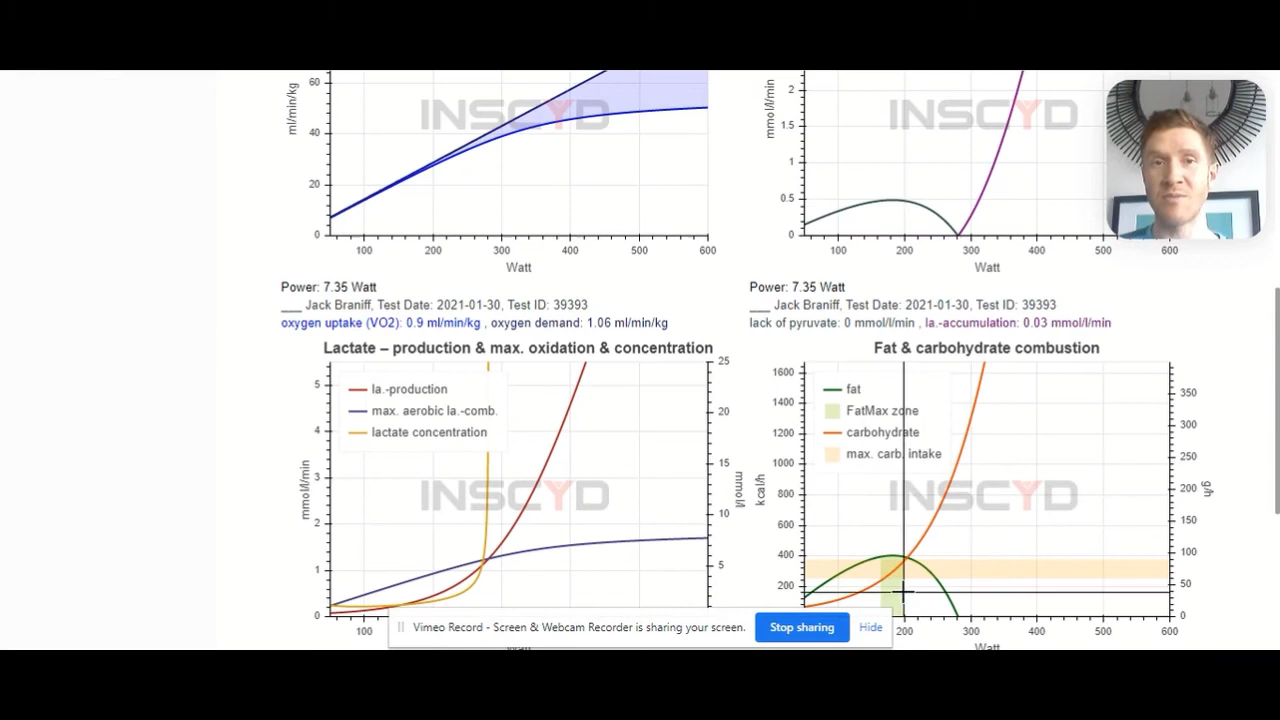 60
40
20
0
ml/min/kg
INSCYD
100 200 300 400 500 600
Watt
2
1.5
1
0.5
0
mmol/l/min
INSCYD
100 200 300 400 500 600
Watt
Power: 7.35 Watt
___ Jack Braniff, Test Date: 2021-01-30, Test ID: 39393
oxygen uptake (VO2): 0.9 ml/min/kg , oxygen demand: 1.06 ml/min/kg
Power: 7.35 Watt
___ Jack Braniff, Test Date: 2021-01-30, Test ID: 39393
lack of pyruvate: 0 mmol/l/min , la.-accumulation: 0.03 mmol/l/min
Lactate – production & max. oxidation & concentration
la.-production
max. aerobic la.-comb.
lactate concentration
5
4
3
2
1
0
mmol/l/min
25
20
15
10
5
mmol/l
INSCYD
100
Fat & carbohydrate combustion
fat
FatMax zone
carbohydrate
max. carb. intake
1600
1400
1200
1000
800
600
400
200
kcal/h
350
300
250
200
150
100
50
0
g/h
INSCYD
200 300 400 500 600
Watt
Vimeo Record - Screen & Webcam Recorder is sharing your screen.
Stop sharing
Hide